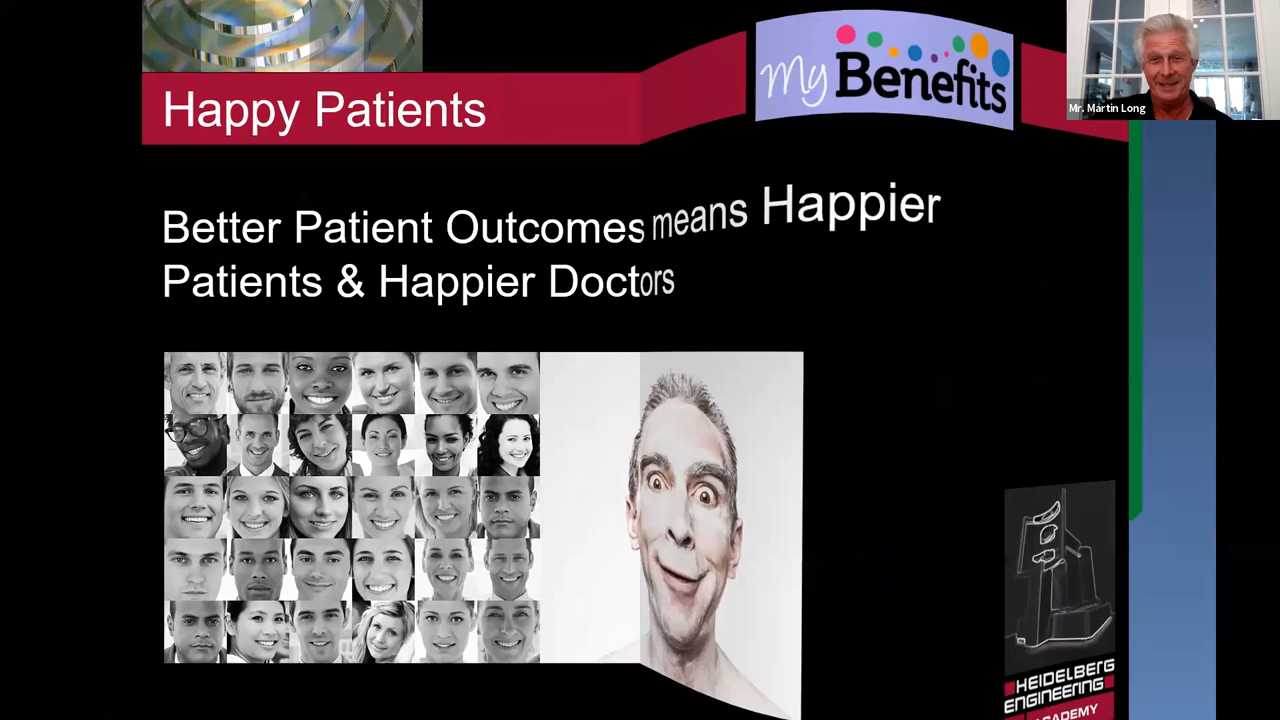 Happy Patients
my Benefits
Mr. Martin Long
Better Patient Outcomes means Happier
Patients & Happier Doctors
HEIDELBERG
ENGINEERING
ACADEMY